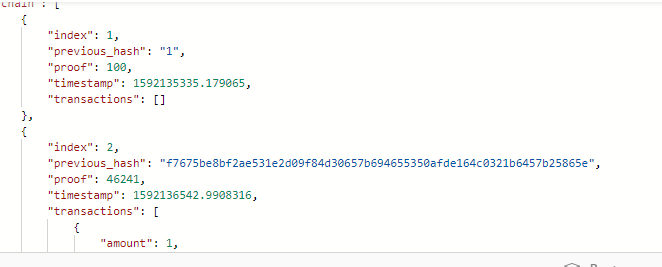 chain": [
{
"index": 1,
"previous_hash": "1",
"proof": 100,
"timestamp": 1592135335.179065,
"transactions": []
},
{
"index": 2,
"previous_hash": "f7675be8bf2ae531e2d09f84d30657b694655350afde164c0321b6457b25865e",
"proof": 46241,
"timestamp": 1592136542.9908316,
"transactions": [
{
"amount": 1,